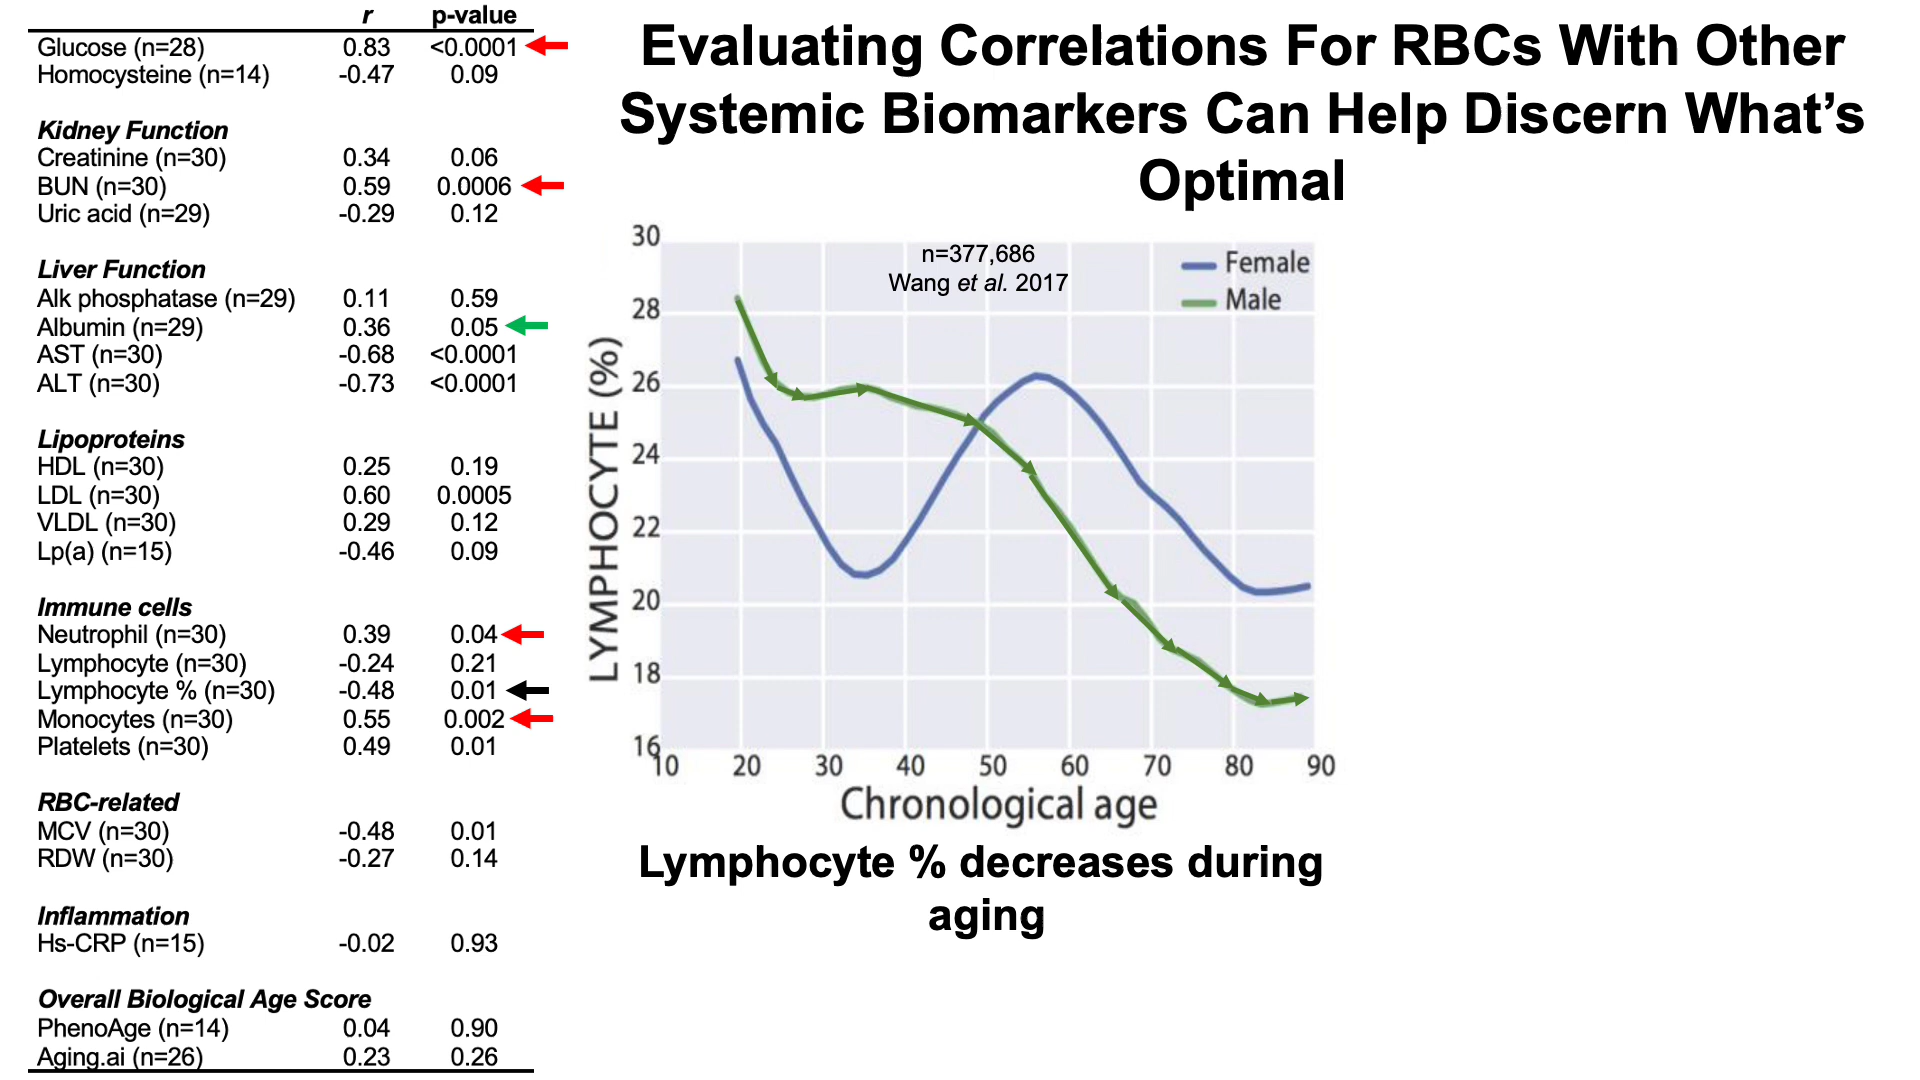 r p-value
Glucose (n=28) 0.83 <0.0001
Homocysteine (n=14) -0.47 0.09
Kidney Function
Creatinine (n=30) 0.34 0.06
BUN (n=30) 0.59 0.0006
Uric acid (n=29) -0.29 0.12
Liver Function
Alk phosphatase (n=29) 0.11 0.59
Albumin (n=29) 0.36 0.05
AST (n=30) -0.68 <0.0001
ALT (n=30) -0.73 <0.0001
Lipoproteins
HDL (n=30) 0.25 0.19
LDL (n=30) 0.60 0.0005
VLDL (n=30) 0.29 0.12
Lp(a) (n=15) -0.46 0.09
Immune cells
Neutrophil (n=30) 0.39 0.04
Lymphocyte (n=30) -0.24 0.21
Lymphocyte % (n=30) -0.48 0.01
Monocytes (n=30) 0.55 0.002
Platelets (n=30) 0.49 0.01
RBC-related
MCV (n=30) -0.48 0.01
RDW (n=30) -0.27 0.14
Inflammation
Hs-CRP (n=15) -0.02 0.93
Overall Biological Age Score
PhenoAge (n=14) 0.04 0.90
Aging.ai (n=26) 0.23 0.26
Evaluating Correlations For RBCs With Other
Systemic Biomarkers Can Help Discern What’s
Optimal
n=377,686
Wang et al. 2017
Female
Male
LYMPHOCYTE (%)
30
28
26
24
22
20
18
16
10 20 30 40 50 60 70 80 90
Chronological age
Lymphocyte % decreases during
aging